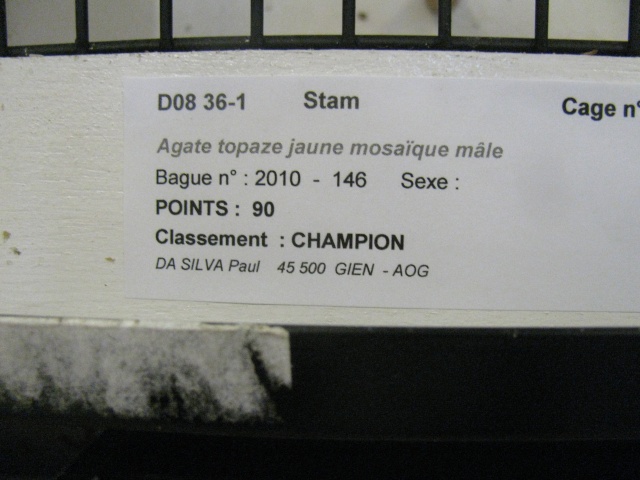 D08 36-1 Stam Cage n°
Agate topaze jaune mosaïque mâle
Bague n° : 2010 - 146 Sexe :
POINTS : 90
Classement : CHAMPION
DA SILVA Paul 45 500 GIEN - AOG